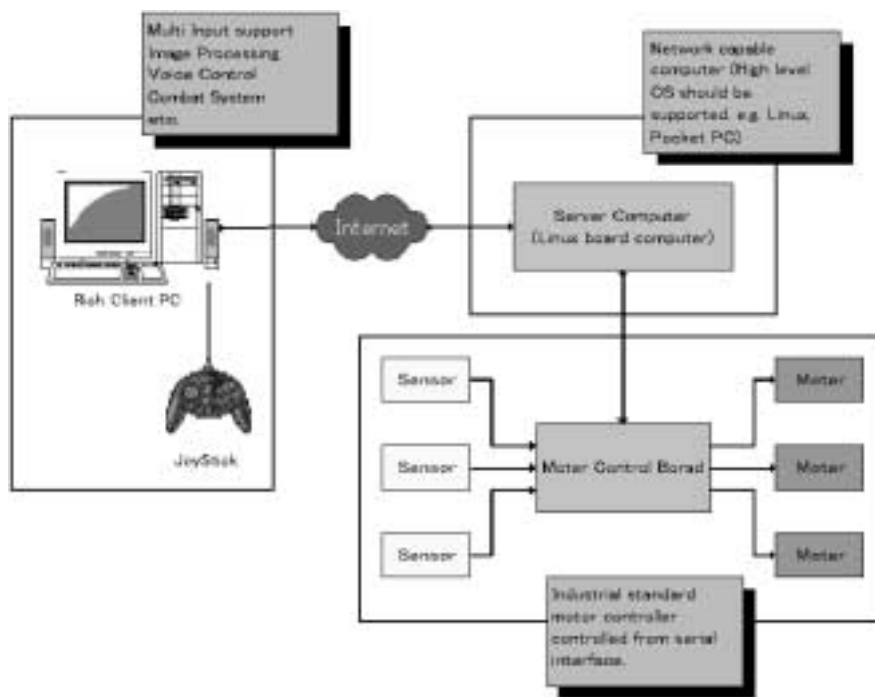 Multi Input support
Image Processing
Voice Control
Combat System
etc.
Network capable
computer (High level
OS should be
supported. e.g. Linux,
Pocket PC)
Internet
Server Computer
(Linux board computer)
Rich Client PC
JoyStick
Sensor
Motor
Sensor
Motor Control Borad
Motor
Sensor
Motor
Industrial standard
motor controller
controlled from serial
interface.